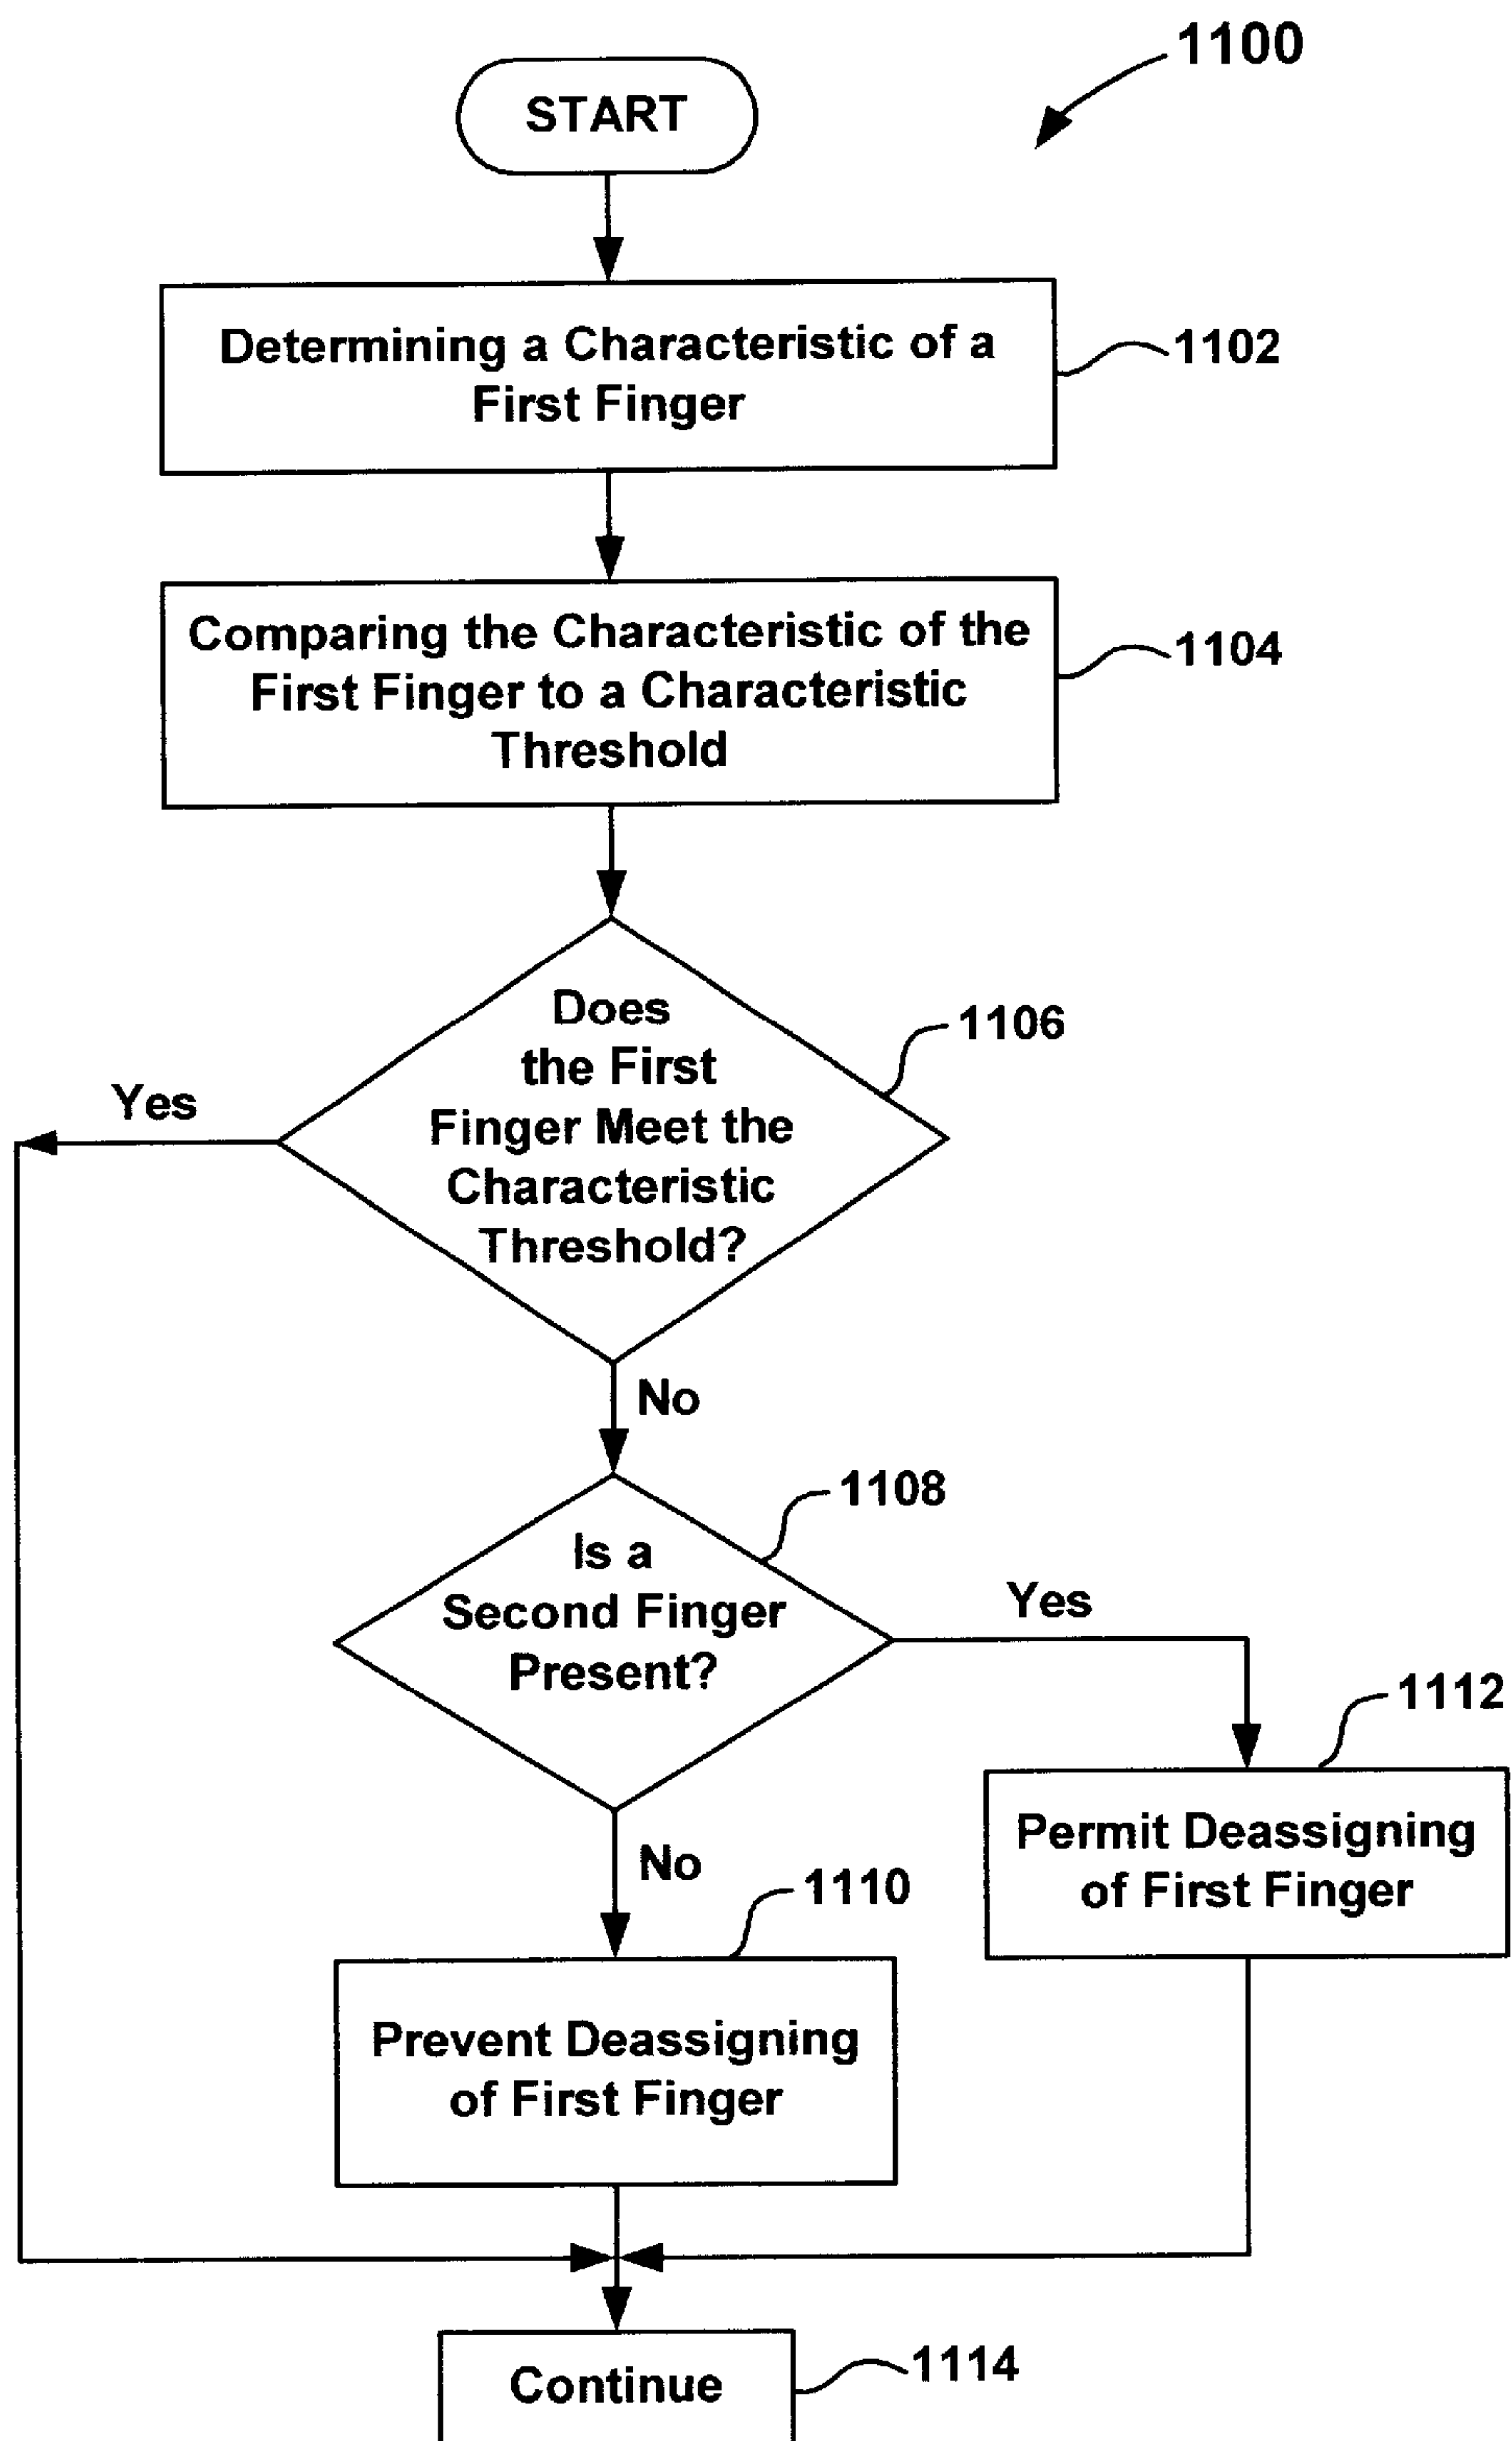 1100
START
Determining a Characteristic of a
First Finger
1102
Comparing the Characteristic of the
First Finger to a Characteristic
Threshold
1104
Does
the First
Finger Meet the
Characteristic
Threshold?
1106
Yes
No
Is a
Second Finger
Present?
1108
Yes
No
1112
Permit Deassigning
of First Finger
1110
Prevent Deassigning
of First Finger
Continue
1114